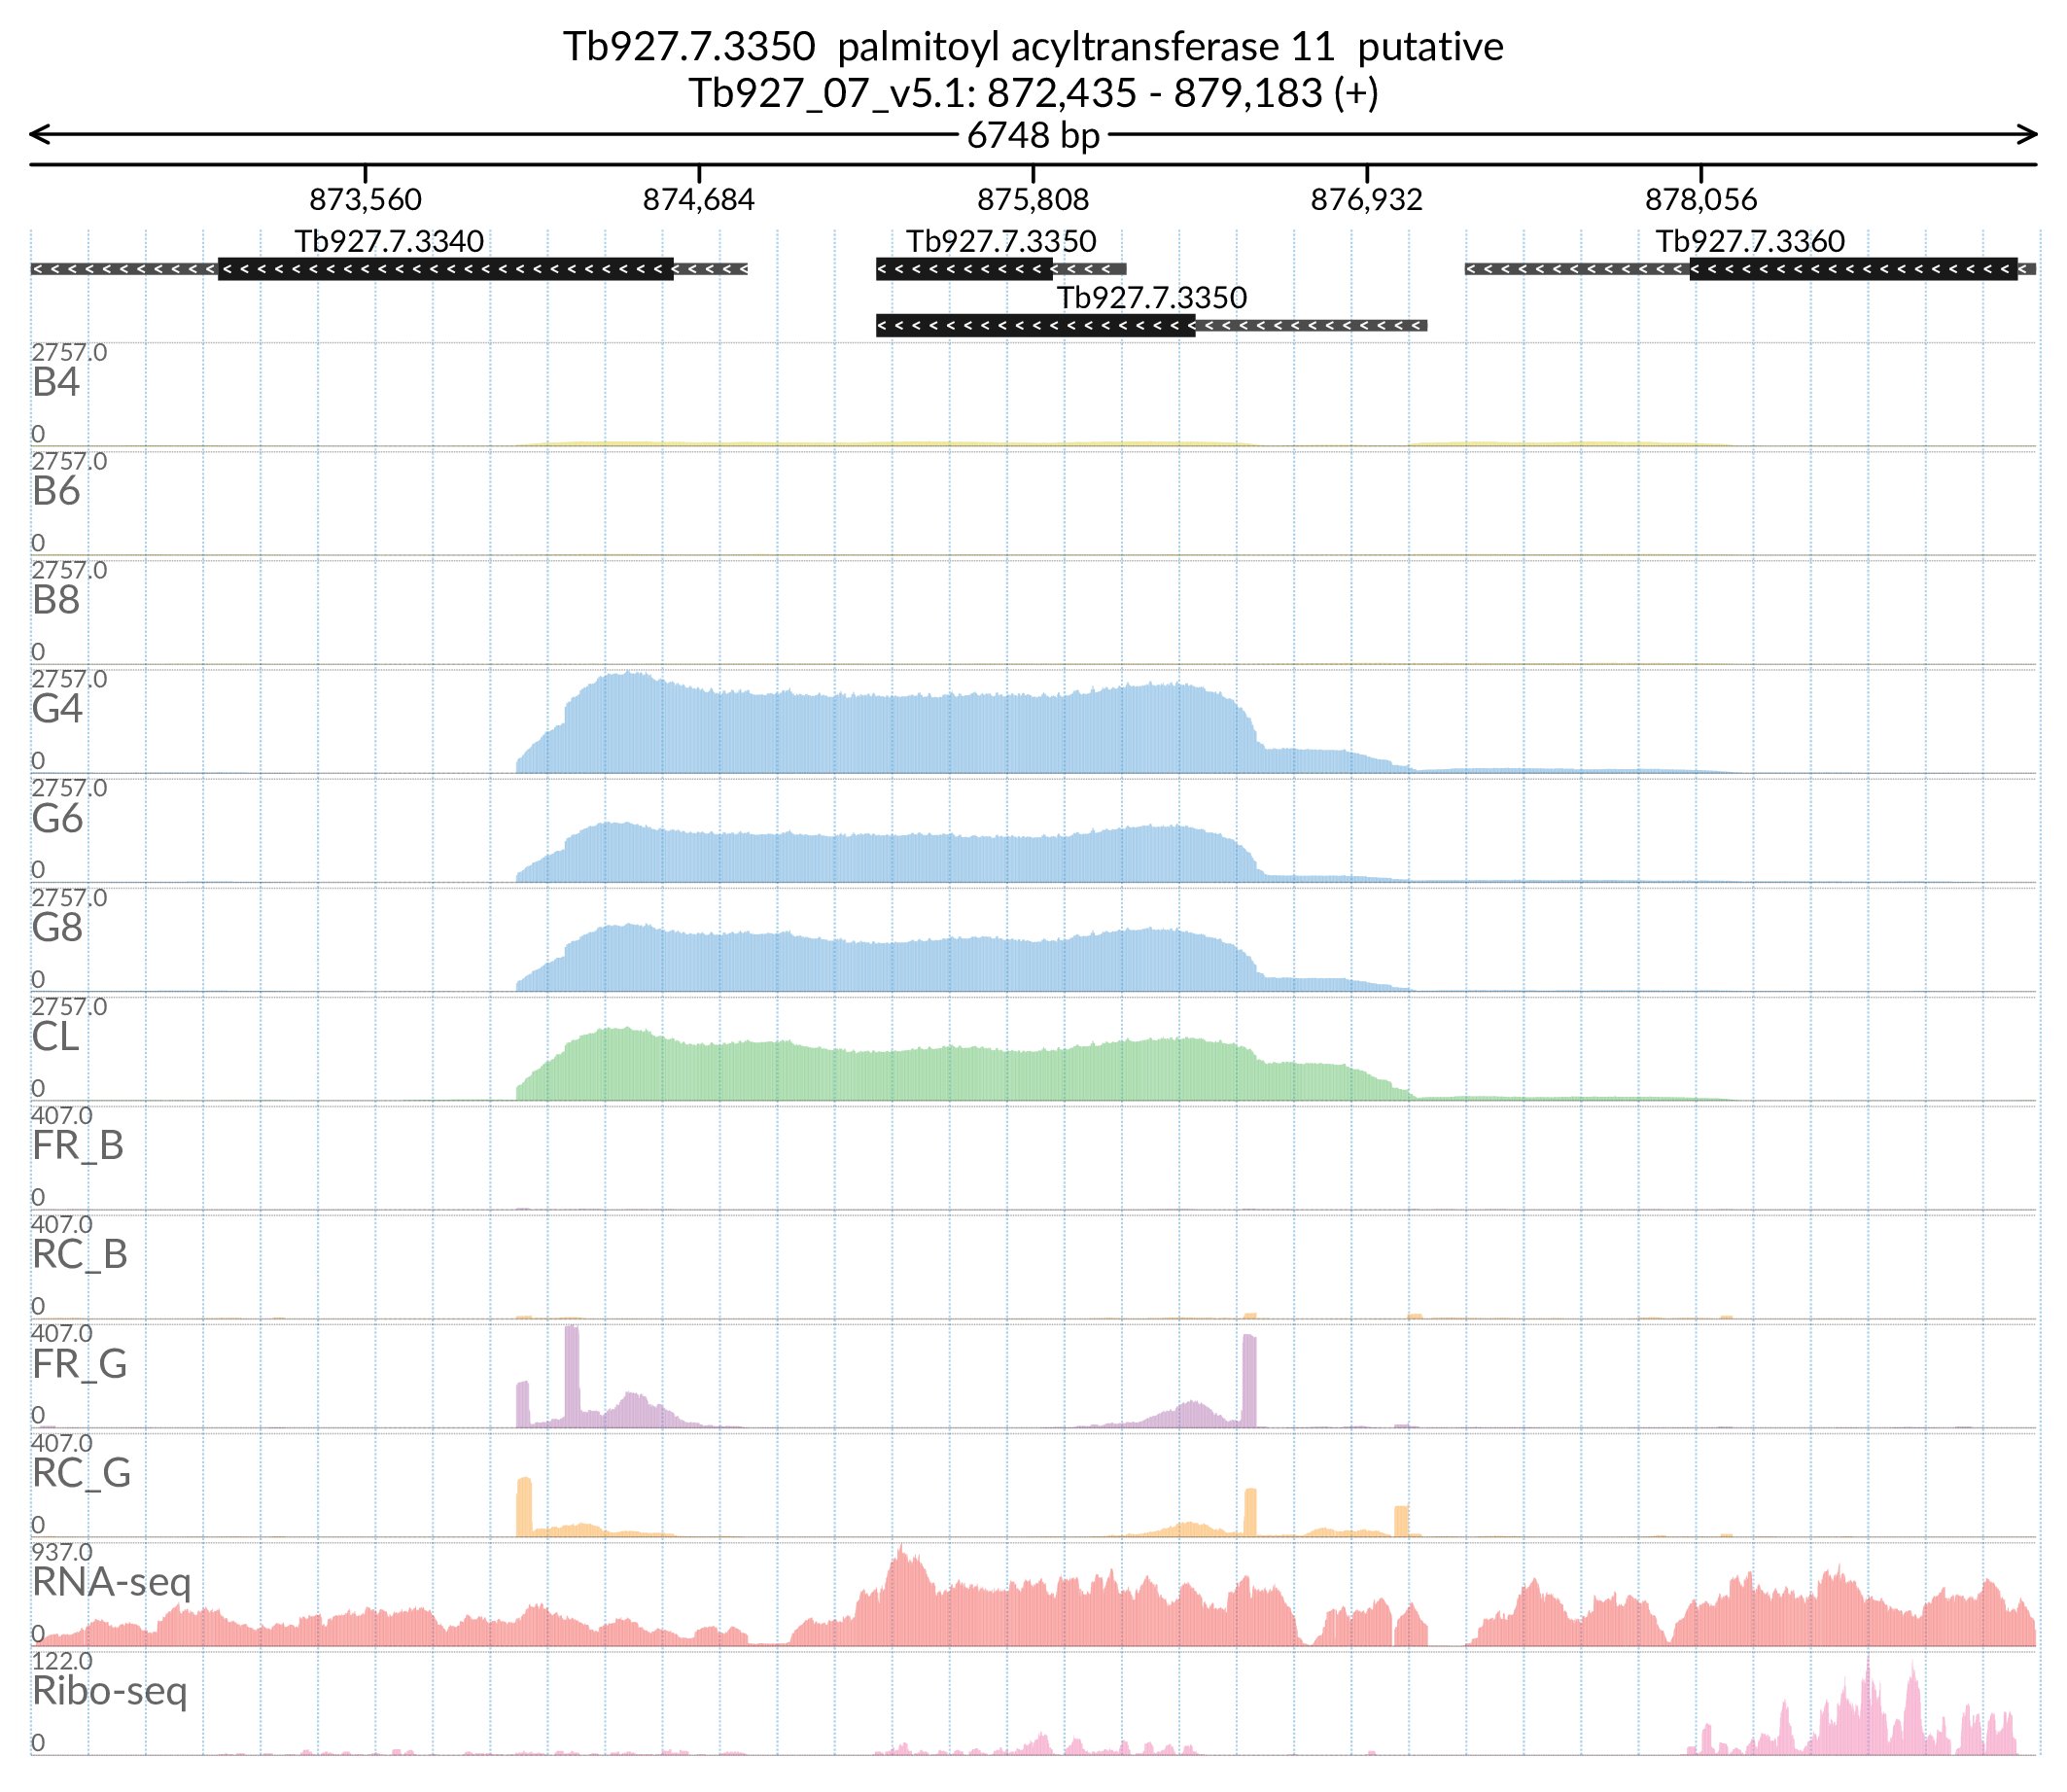 Tb927.7.3350  palmitoyl acyltransferase 11  putative
Tb927_07_v5.1: 872,435 - 879,183 (+)
6748 bp
873,560 874,684 875,808 876,932 878,056
Tb927.7.3340 Tb927.7.3350 Tb927.7.3360
Tb927.7.3350
2757.0
B4
0
2757.0
B6
0
2757.0
B8
0
2757.0
G4
0
2757.0
G6
0
2757.0
G8
0
2757.0
CL
0
407.0
FR_B
0
407.0
RC_B
0
407.0
FR_G
0
407.0
RC_G
0
937.0
RNA-seq
0
122.0
Ribo-seq
0